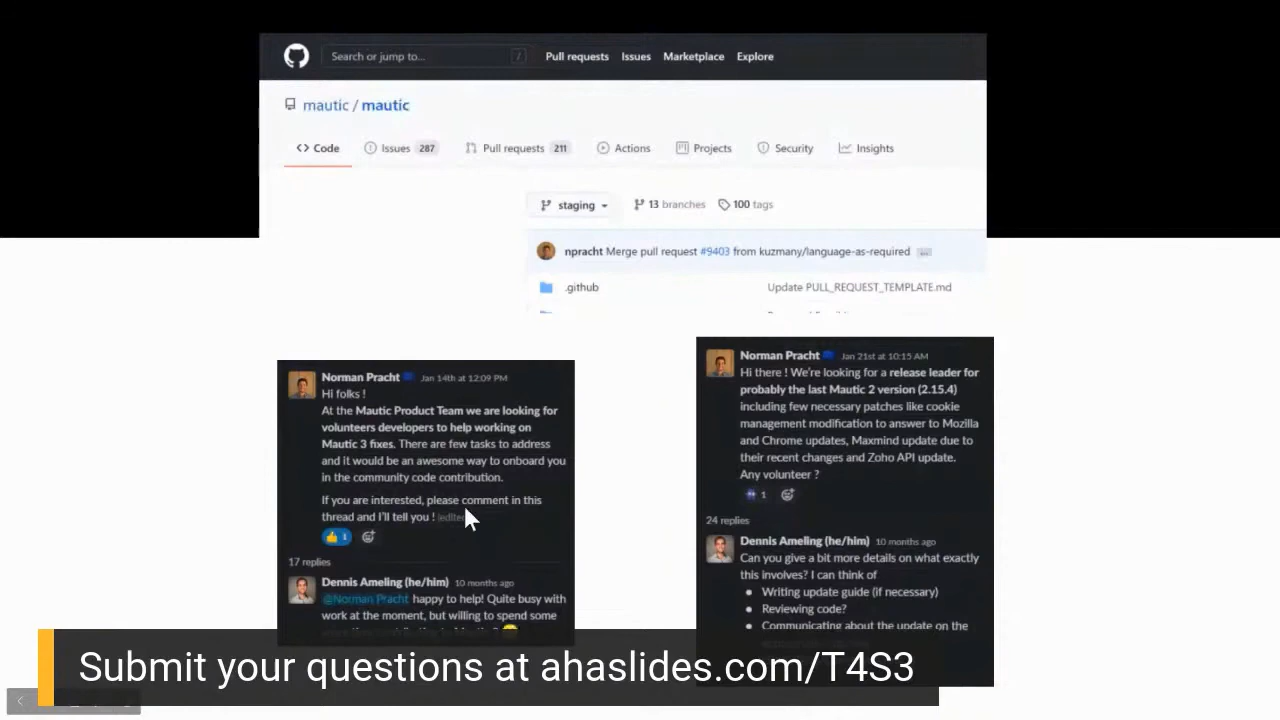 Search or jump to... / Pull requests Issues Marketplace Explore
mautic / mautic
Code Issues 287 Pull requests 211 Actions Projects Security Insights
staging 13 branches 100 tags
npracht Merge pull request #9403 from kuzmany/language-as-required ...
.github Update PULL_REQUEST_TEMPLATE.md
Norman Pracht Jan 14th at 12:09 PM
Hi folks !
At the Mautic Product Team we are looking for
volunteers developers to help working on
Mautic 3 fixes. There are few tasks to address
and it would be an awesome way to onboard you
in the community code contribution.
If you are interested, please comment in this
thread and I'll tell you !
1
17 replies
Dennis Ameling (he/him) 10 months ago
@Norman Pracht happy to help! Quite busy with
work at the moment, but willing to spend some
Norman Pracht Jan 21st at 10:15 AM
Hi there ! We're looking for a release leader for
probably the last Mautic 2 version (2.15.4)
including few necessary patches like cookie
management modification to answer to Mozilla
and Chrome updates, Maxmind update due to
their recent changes and Zoho API update.
Any volunteer ?
1
24 replies
Dennis Ameling (he/him) 10 months ago
Can you give a bit more details on what exactly
this involves? I can think of
• Writing update guide (if necessary)
• Reviewing code?
• Communicating about the update on the
Submit your questions at ahaslides.com/T4S3